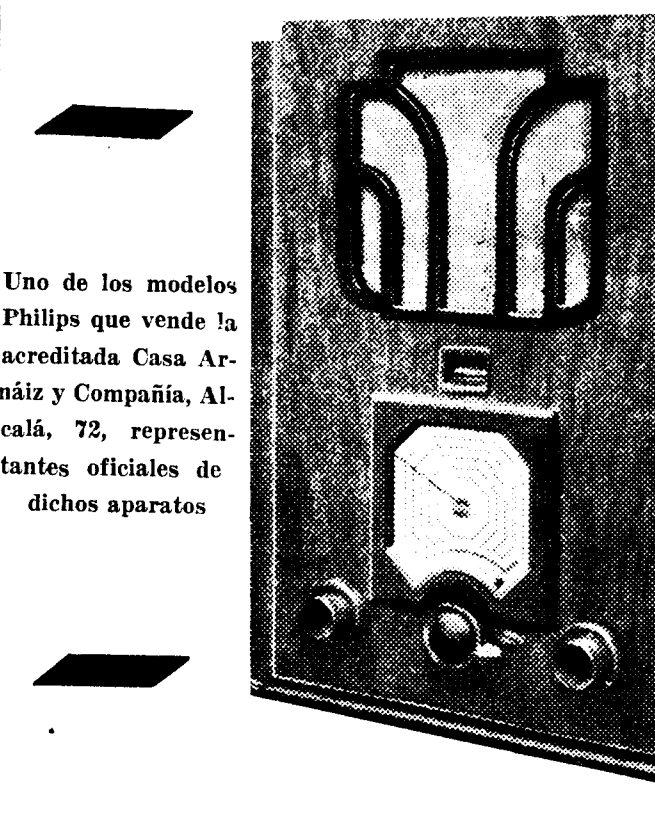 Uno de los modelos
Philips que vende la
acreditada Casa Ar-
náiz y Compañía, Al-
calá, 72, represen-
tantes oficiales de
dichos aparatos